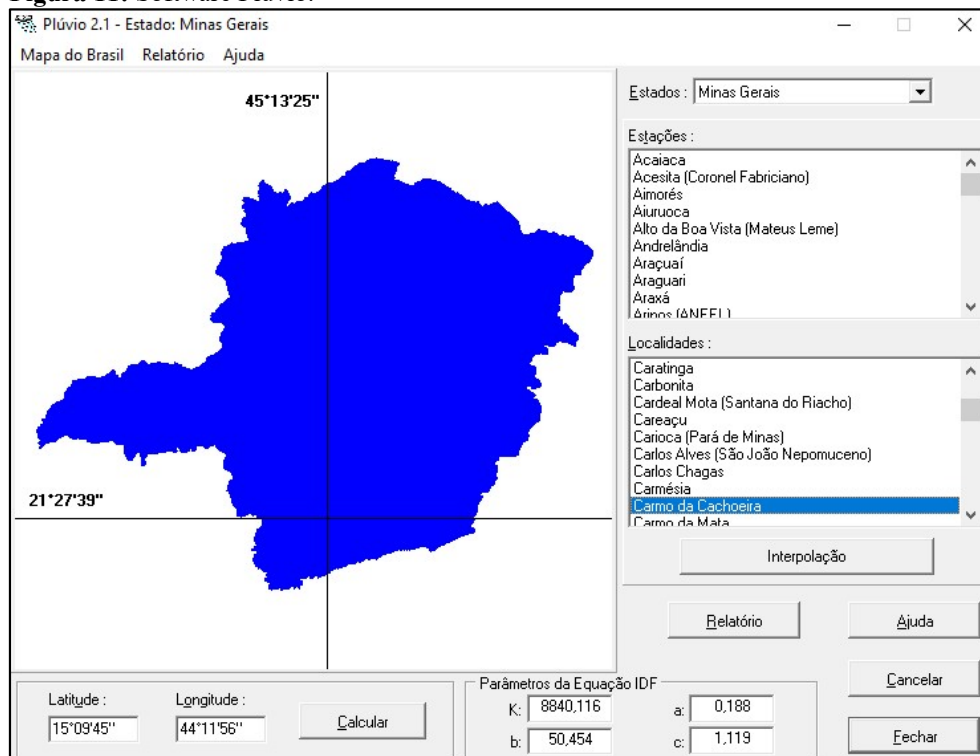 Plúvio 2.1 - Estado: Minas Gerais
Mapa do Brasil Relatório Ajuda
45°13'25"
21°27'39"
Estados : Minas Gerais
Estações :
Acaiaca
Acesita (Coronel Fabriciano)
Aimorés
Aiuruoca
Alto da Boa Vista (Mateus Leme)
Andrelândia
Araçuaí
Araguari
Araxá
Arinos (ANEEL)
Localidades :
Caratinga
Carbonita
Cardeal Mota (Santana do Riacho)
Careaçu
Carioca (Pará de Minas)
Carlos Alves (São João Nepomuceno)
Carlos Chagas
Carmésia
Carmo da Cachoeira
Carmo da Mata
Interpolação
Relatório
Ajuda
Cancelar
Fechar
Latitude :
Longitude :
15°09'45"
44°11'56"
Calcular
Parâmetros da Equação IDF
K: 8840,116
a: 0,188
b: 50,454
c: 1,119